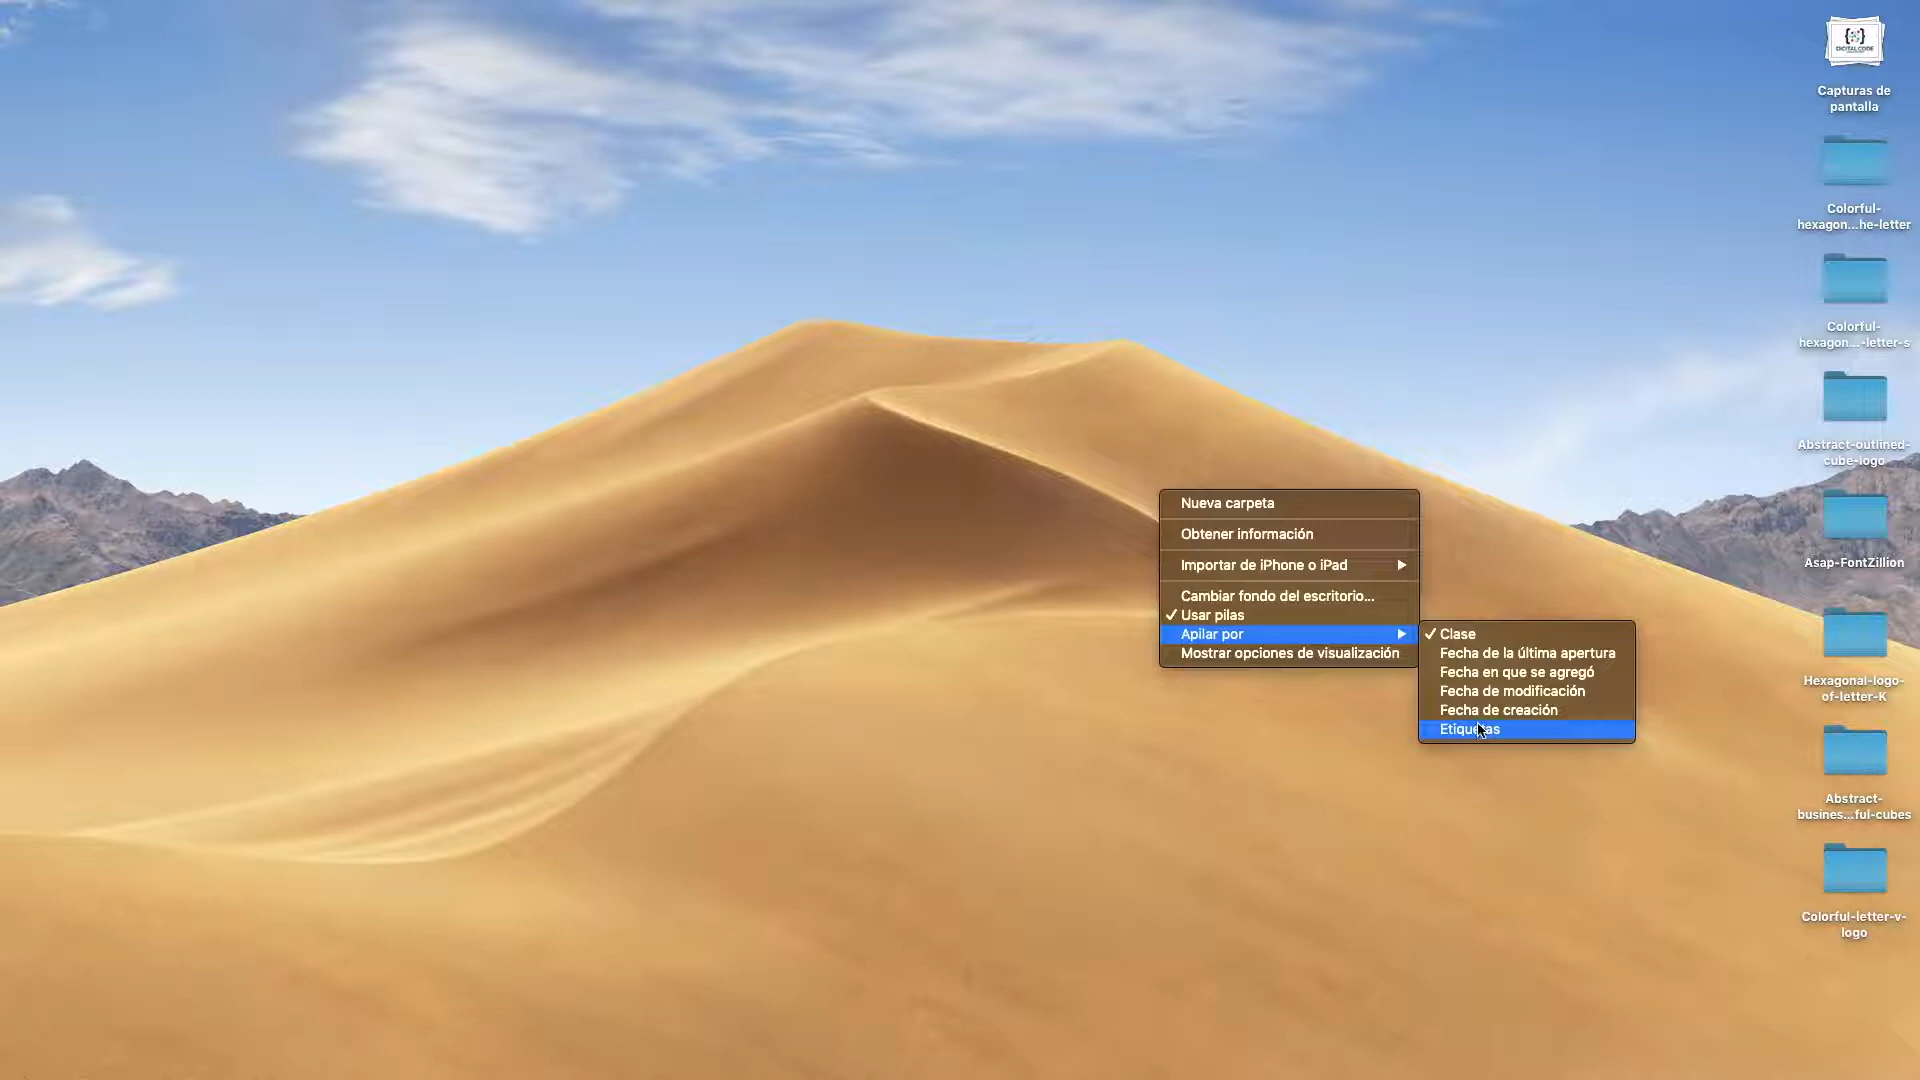 DIGITAL CODE
Capturas de
pantalla
Colorful-
hexagon...he-letter
Colorful-
hexagon...-letter-s
Abstract-outlined-
cube-logo
Asap-FontZillion
Hexagonal-logo-
of-letter-K
Abstract-
busines...ful-cubes
Colorful-letter-v-
logo
Nueva carpeta
Obtener información
Importar de iPhone o iPad
Cambiar fondo del escritorio...
Usar pilas
Apilar por
Mostrar opciones de visualización
Clase
Fecha de la última apertura
Fecha en que se agregó
Fecha de modificación
Fecha de creación
Etiquetas